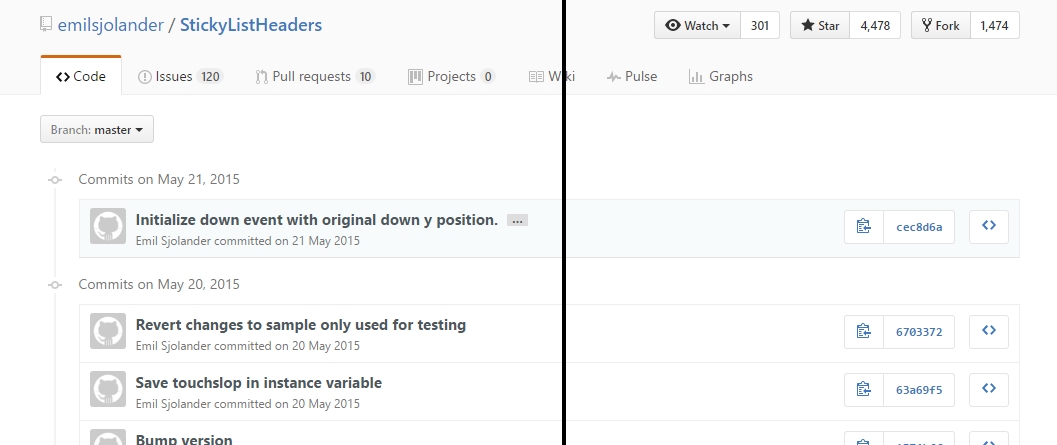 emilsjolander / StickyListHeaders Watch 301 Star 4,478 Fork 1,474
Code Issues 120 Pull requests 10 Projects 0 Wiki Pulse Graphs
Branch: master
Commits on May 21, 2015
Initialize down event with original down y position. …
Emil Sjolander committed on 21 May 2015
cec8d6a
Commits on May 20, 2015
Revert changes to sample only used for testing
Emil Sjolander committed on 20 May 2015
6703372
Save touchslop in instance variable
Emil Sjolander committed on 20 May 2015
63a69f5
Bump version